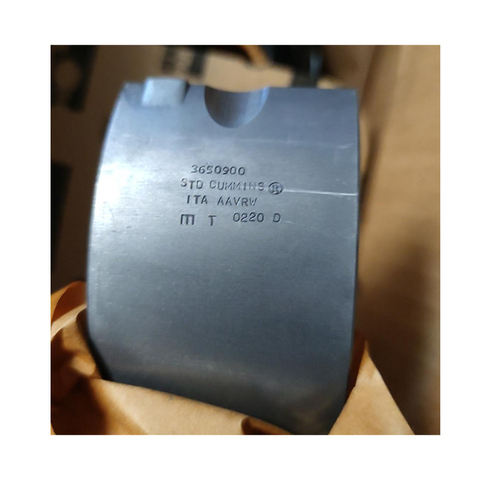 3650900
STD CUMMINS ®
ITA AAVRW
m T 0220 D